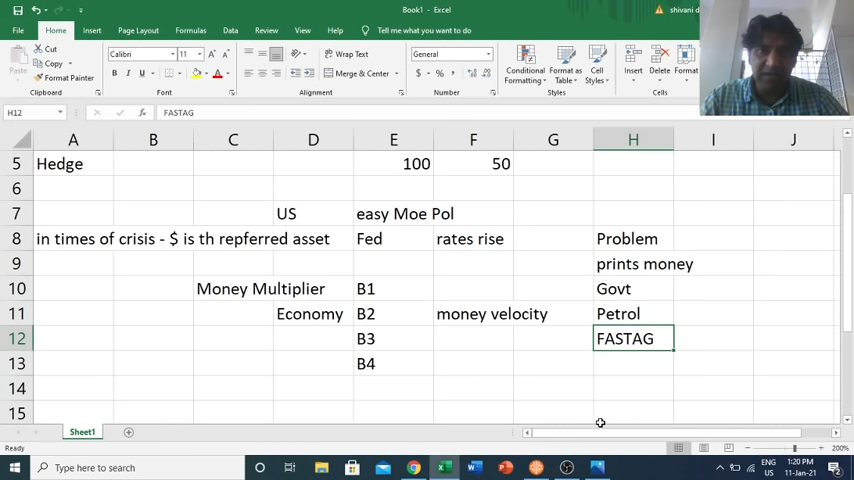 Book1 - Excel
shivani d
File Home Insert Page Layout Formulas Data Review View Help Tell me what you want to do
Cut
Copy
Format Painter
Paste
Calibri 11
Wrap Text
Merge & Center
General
Conditional Formatting
Format as Table
Cell Styles
Insert Delete Format
Clipboard Font Alignment Number Styles
H12 FASTAG
A B C D E F G H I J
5 Hedge 100 50
6
7 US easy Moe Pol
8 in times of crisis - $ is th repferred asset Fed rates rise Problem
9 prints money
10 Money Multiplier B1 Govt
11 Economy B2 money velocity Petrol
12 B3 FASTAG
13 B4
14
15
Sheet1
200%
Type here to search
ENG US
1:20 PM
11-Jan-21
2